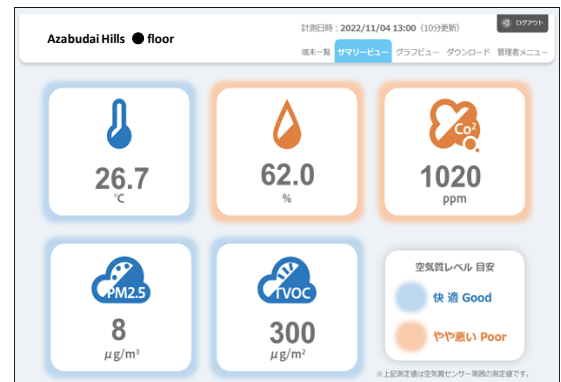 Azabudai Hills ● floor
計測日時：2022/11/04 13:00（10分更新）
ログアウト
端末一覧 サマリービュー グラフビュー ダウンロード 管理者メニュー
26.7
℃
62.0
%
Co²
1020
ppm
PM2.5
8
μg/m³
TVOC
300
μg/m²
空気質レベル 目安
快 適 Good
やや悪い Poor
※上記測定値は空気質センサー周囲の測定値です。